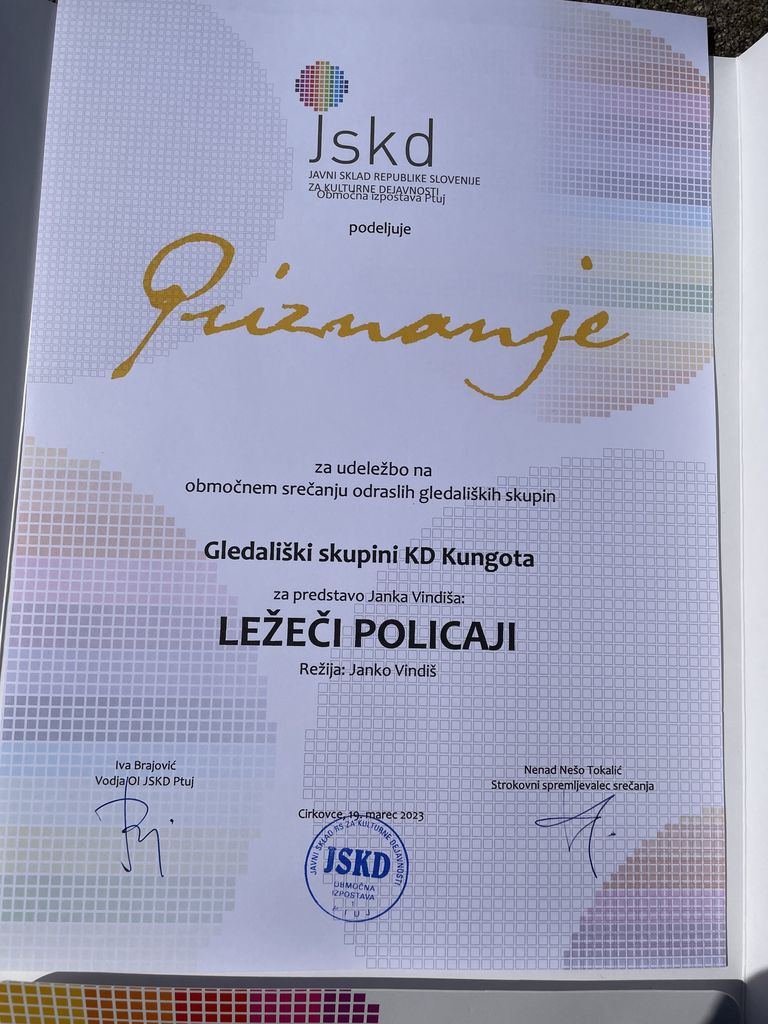 Jskd
JAVNI SKLAD REPUBLIKE SLOVENIJE
ZA KULTURNE DEJAVNOSTI
Območna izpostava Ptuj
podeljuje
Priznanje
za udeležbo na
območnem srečanju odraslih gledaliških skupin
Gledališki skupini KD Kungota
za predstavo Janka Vindiša:
LEŽEČI POLICAJI
Režija: Janko Vindiš
Iva Brajović
Vodja OI JSKD Ptuj
Nenad Nešo Tokalić
Strokovni spremljevalec srečanja
Cirkovce, 19. marec 2023
JAVNI SKLAD RS ZA KULTURNE DEJAVNOSTI
JSKD
OBMOČNA
IZPOSTAVA
1
PTUJ